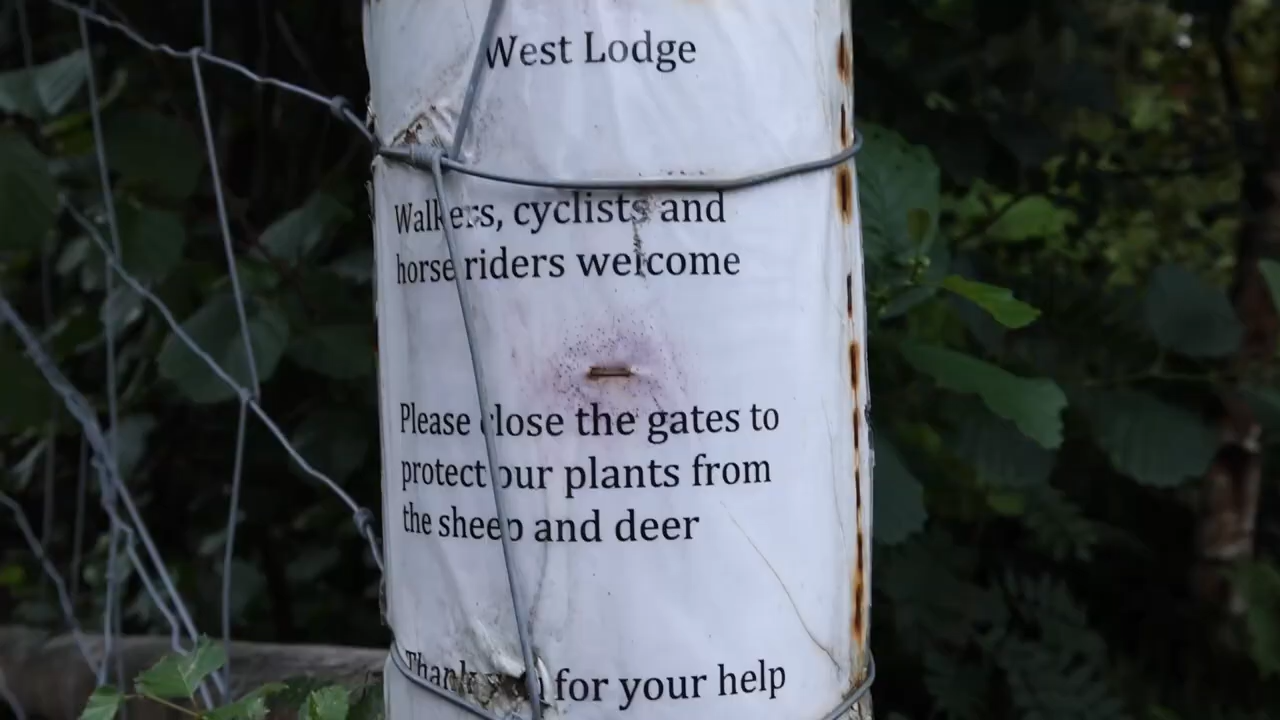 West Lodge
Walkers, cyclists and
horse riders welcome
Please close the gates to
protect our plants from
the sheep and deer
Thank you for your help